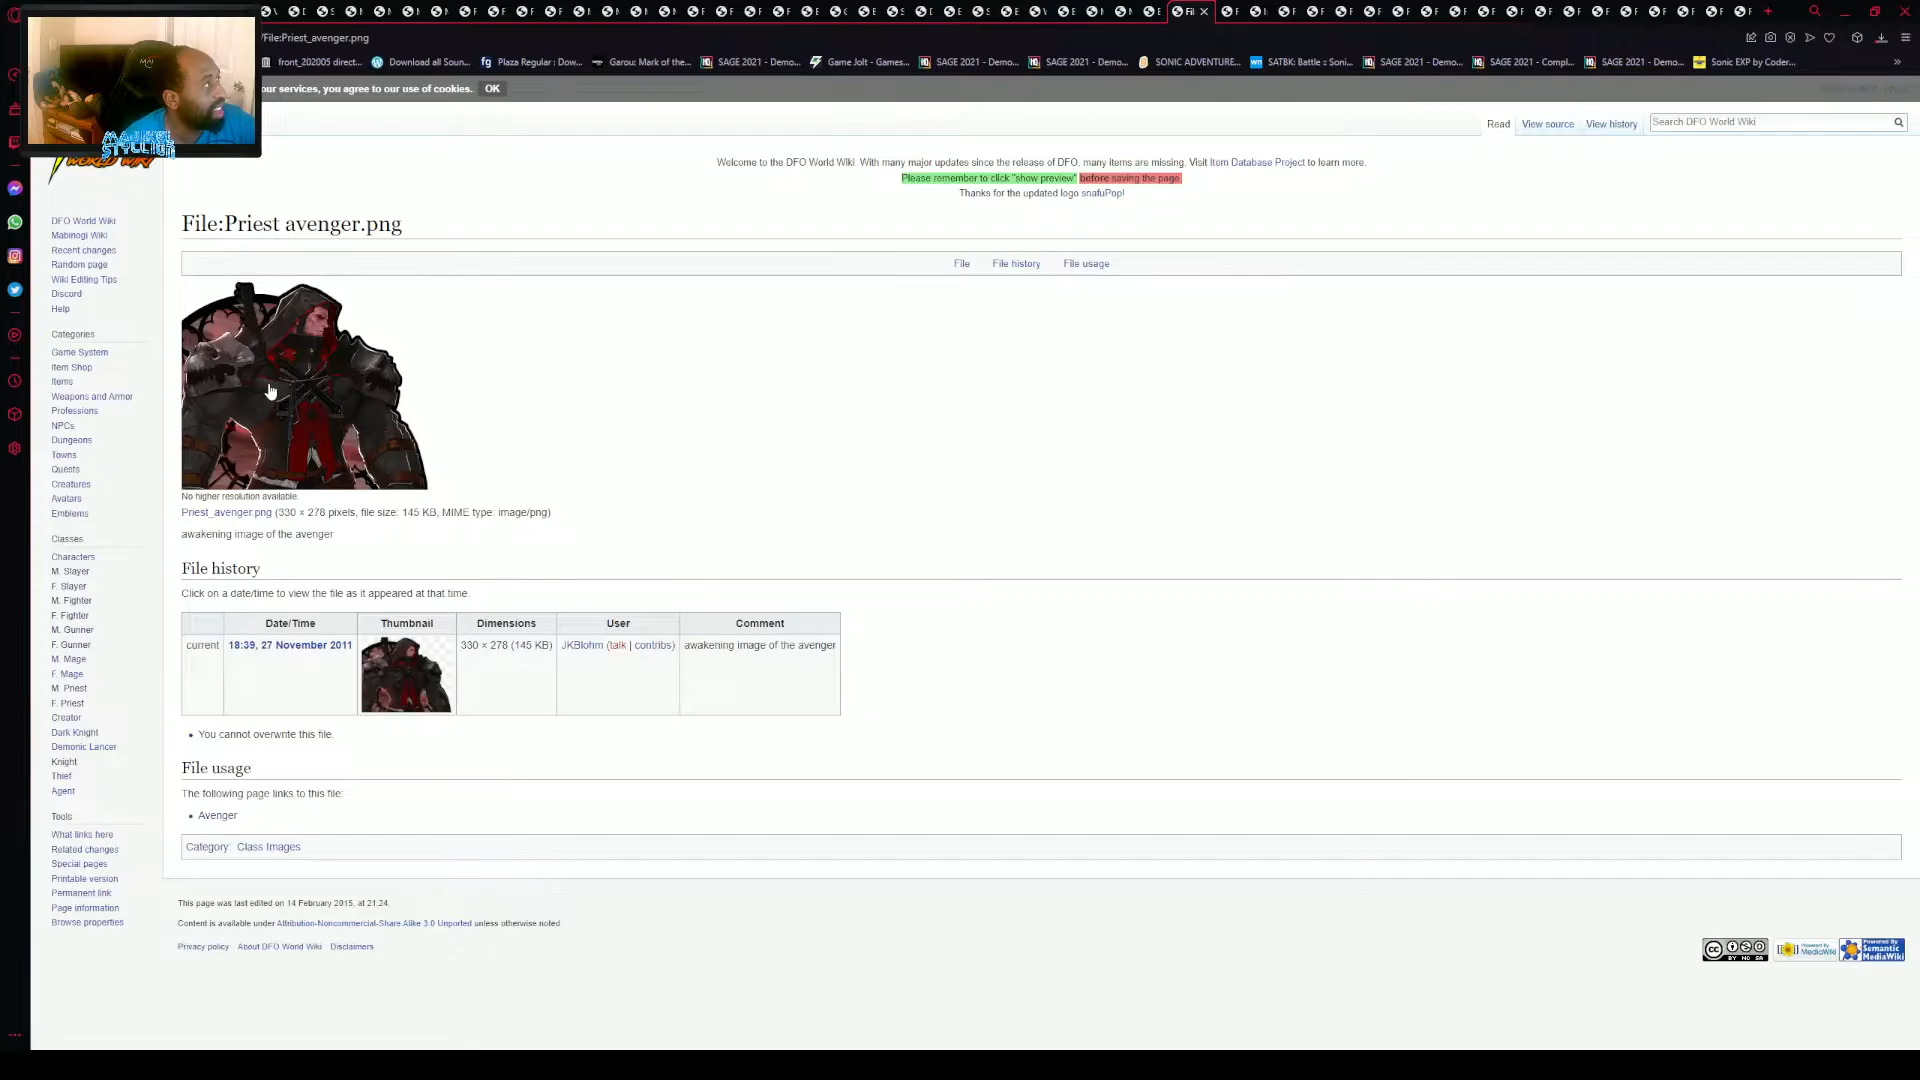 /File:Priest_avenger.png
front_202005 direct...
Download all Soun...
Plaza Regular : Dow...
Garou: Mark of the...
SAGE 2021 - Demo...
Game Jolt - Games...
SAGE 2021 - Demo...
SAGE 2021 - Demo...
SONIC ADVENTURE...
SATBK: Battle :: Soni...
SAGE 2021 - Demo...
SAGE 2021 - Compl...
SAGE 2021 - Demo...
Sonic EXP by Coder...
our services, you agree to our use of cookies.
OK
WORLD WIKI
Read
View source
View history
Search DFO World Wiki
Welcome to the DFO World Wiki. With many major updates since the release of DFO, many items are missing. Visit Item Database Project to learn more.
Please remember to click "show preview" before saving the page.
Thanks for the updated logo snafuPop!
File:Priest avenger.png
File
File history
File usage
DFO World Wiki
Mabinogi Wiki
Recent changes
Random page
Wiki Editing Tips
Discord
Help
Categories
Game System
Item Shop
Items
Weapons and Armor
Professions
NPCs
Dungeons
Towns
Quests
Creatures
Avatars
Emblems
Classes
Characters
M. Slayer
F. Slayer
M. Fighter
F. Fighter
M. Gunner
F. Gunner
M. Mage
F. Mage
M. Priest
F. Priest
Creator
Dark Knight
Demonic Lancer
Knight
Thief
Agent
Tools
What links here
Related changes
Special pages
Printable version
Permanent link
Page information
Browse properties
No higher resolution available.
Priest_avenger.png (330 × 278 pixels, file size: 145 KB, MIME type: image/png)
awakening image of the avenger
File history
Click on a date/time to view the file as it appeared at that time.
Date/Time
Thumbnail
Dimensions
User
Comment
current
18:39, 27 November 2011
330 × 278 (145 KB)
JKBlohm (talk | contribs)
awakening image of the avenger
You cannot overwrite this file.
File usage
The following page links to this file:
Avenger
Category: Class Images
This page was last edited on 14 February 2015, at 21:24.
Content is available under Attribution-Noncommercial-Share Alike 3.0 Unported unless otherwise noted.
Privacy policy
About DFO World Wiki
Disclaimers
BY NC SA
Powered By
MediaWiki
Powered By
Semantic
MediaWiki